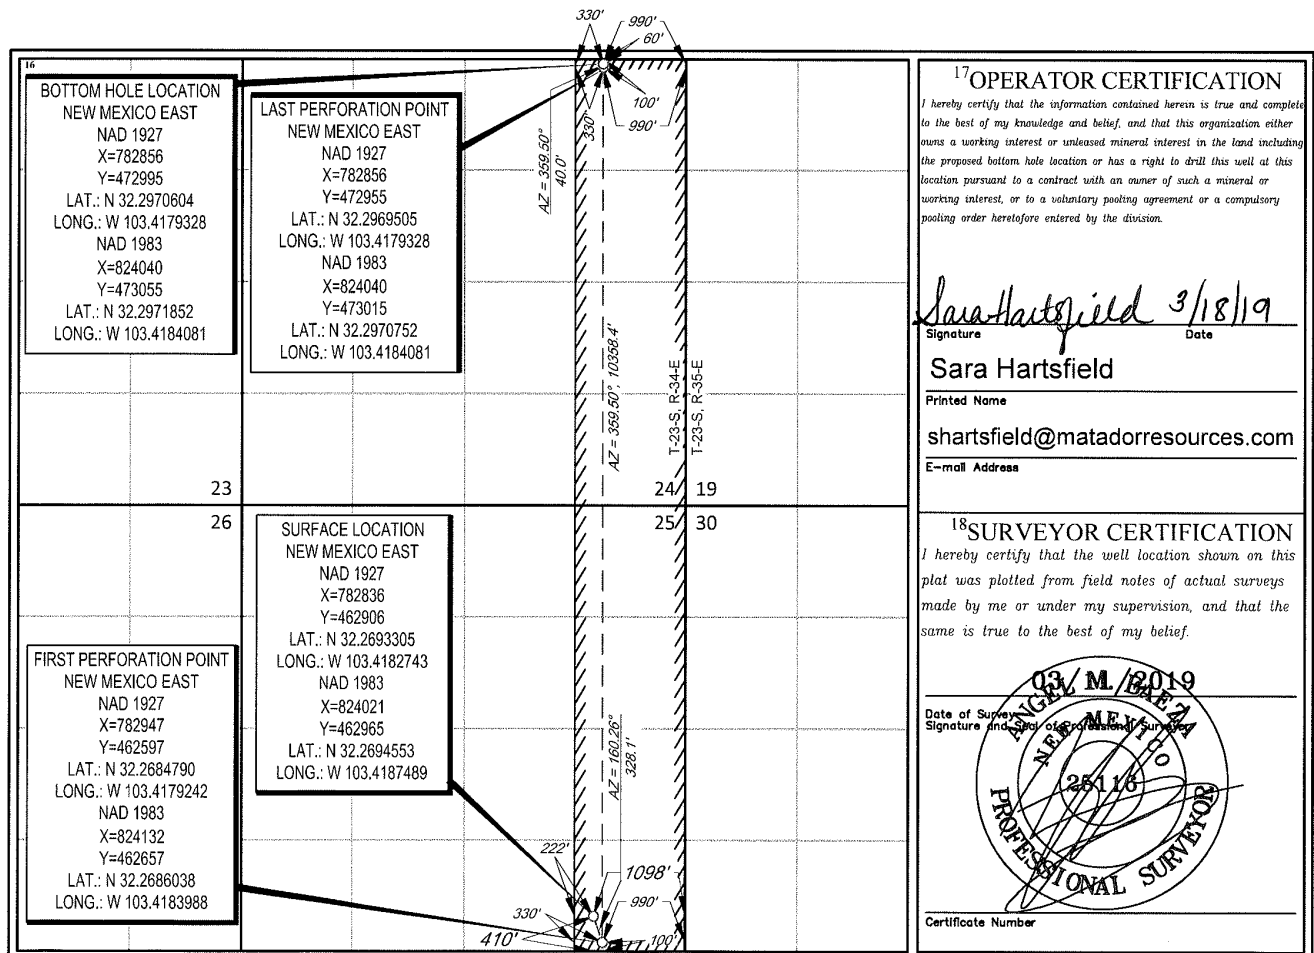 330'
990'
60'
16
BOTTOM HOLE LOCATION
NEW MEXICO EAST
NAD 1927
X=782856
Y=472995
LAT.: N 32.2970604
LONG.: W 103.4179328
NAD 1983
X=824040
Y=473055
LAT.: N 32.2971852
LONG.: W 103.4184081
LAST PERFORATION POINT
NEW MEXICO EAST
NAD 1927
X=782856
Y=472955
LAT.: N 32.2969505
LONG.: W 103.4179328
NAD 1983
X=824040
Y=473015
LAT.: N 32.2970752
LONG.: W 103.4184081
AZ = 359.50°
40.0'
330'
100'
990'
AZ = 359.50°, 10358.4'
T-23-S, R-34-E
T-23-S, R-35-E
23
24
19
26
25
30
SURFACE LOCATION
NEW MEXICO EAST
NAD 1927
X=782836
Y=462906
LAT.: N 32.2693305
LONG.: W 103.4182743
NAD 1983
X=824021
Y=462965
LAT.: N 32.2694553
LONG.: W 103.4187489
FIRST PERFORATION POINT
NEW MEXICO EAST
NAD 1927
X=782947
Y=462597
LAT.: N 32.2684790
LONG.: W 103.4179242
NAD 1983
X=824132
Y=462657
LAT.: N 32.2686038
LONG.: W 103.4183988
AZ = 160.26°
328.1'
222'
1098'
330'
990'
410'
100'
17OPERATOR CERTIFICATION
I hereby certify that the information contained herein is true and complete
to the best of my knowledge and belief, and that this organization either
owns a working interest or unleased mineral interest in the land including
the proposed bottom hole location or has a right to drill this well at this
location pursuant to a contract with an owner of such a mineral or
working interest, or to a voluntary pooling agreement or a compulsory
pooling order heretofore entered by the division.
Sara Hartsfield 3/18/19
Signature Date
Sara Hartsfield
Printed Name
shartsfield@matadorresources.com
E-mail Address
18SURVEYOR CERTIFICATION
I hereby certify that the well location shown on this
plat was plotted from field notes of actual surveys
made by me or under my supervision, and that the
same is true to the best of my belief.
Date of Survey
Signature and Seal of Professional Surveyor
ANGEL M. BAEZA
NEW MEXICO
25116
PROFESSIONAL SURVEYOR
Certificate Number